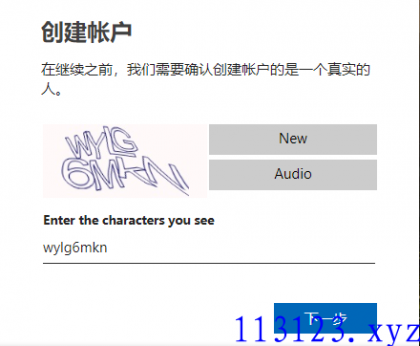 创建帐户
在继续之前，我们需要确认创建帐户的是一个真实的
人。
WYLG
6MKN
New
Audio
Enter the characters you see
wylg6mkn
下一步
113123.xyz